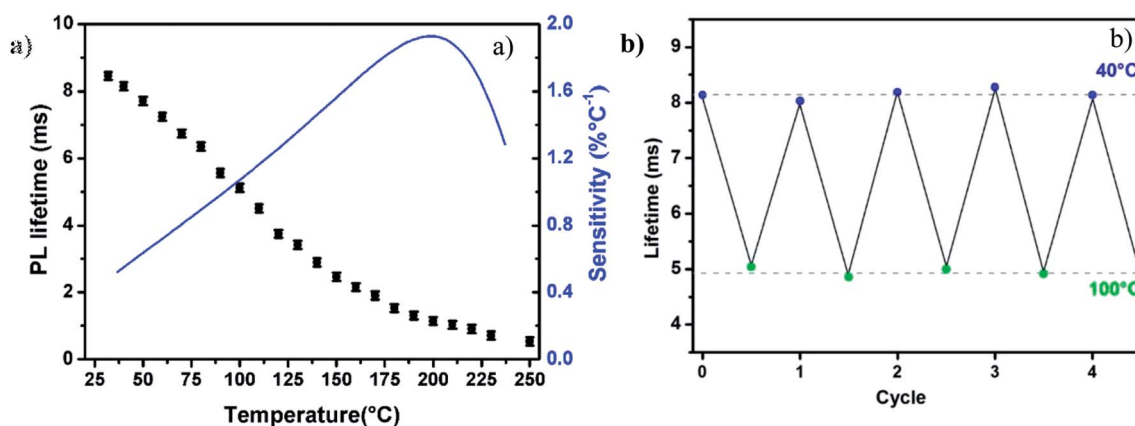 a)
a)
10
8
6
4
2
0
PL lifetime (ms)
2.0
1.6
1.2
0.8
0.4
0.0
Sensitivity (%°C⁻¹)
25 50 75 100 125 150 175 200 225 250
Temperature(°C)
b)
b)
9
8
7
6
5
4
Lifetime (ms)
40°C
100°C
0 1 2 3 4
Cycle